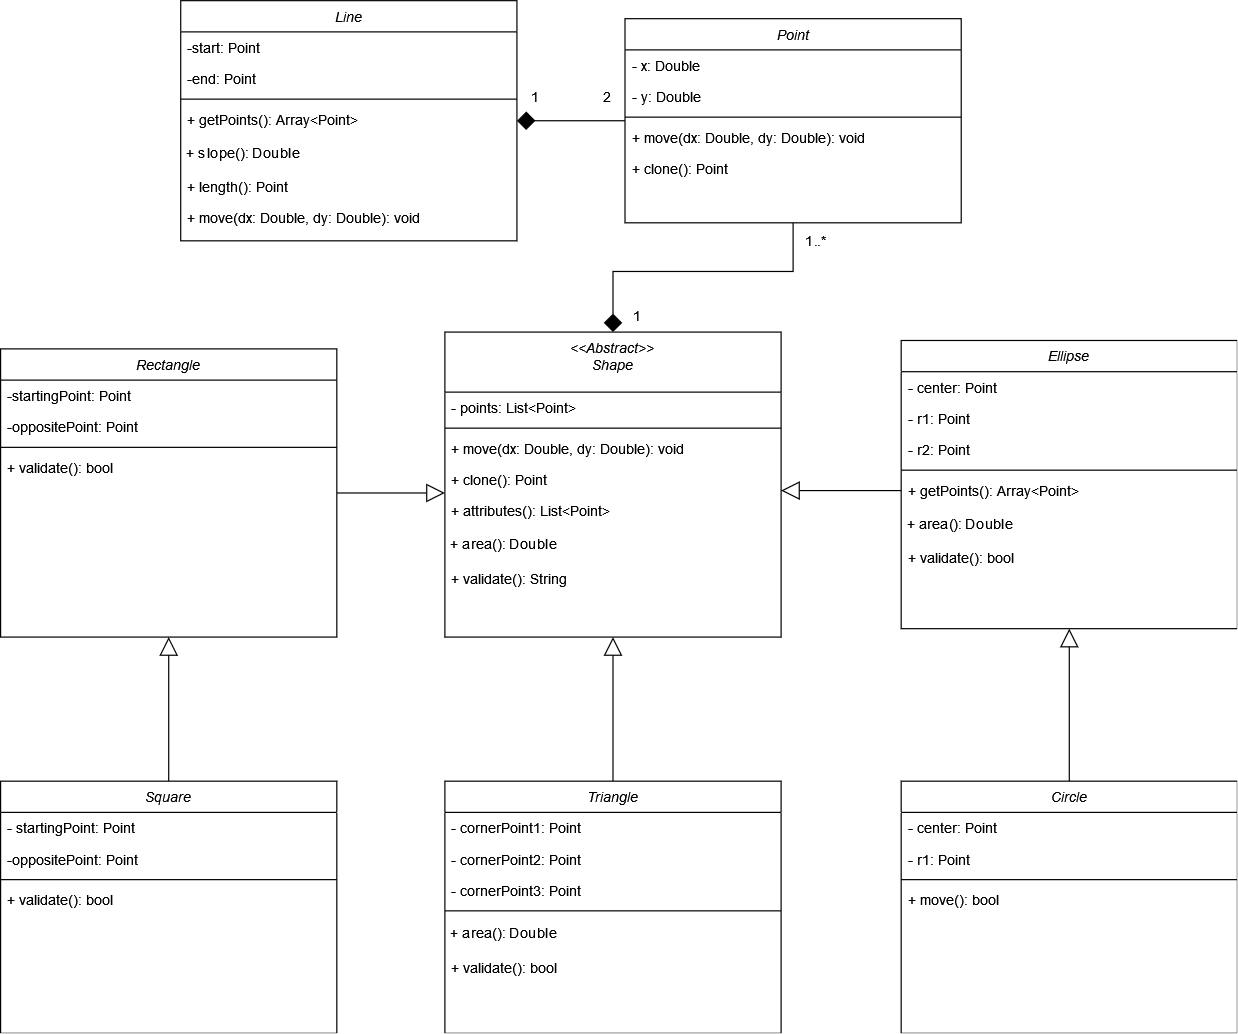 Line
-start: Point
-end: Point
+ getPoints(): Array<Point>
+ slope(): Double
+ length(): Point
+ move(dx: Double, dy: Double): void
1
2
Point
- x: Double
- y: Double
+ move(dx: Double, dy: Double): void
+ clone(): Point
1..*
1
Rectangle
-startingPoint: Point
-oppositePoint: Point
+ validate(): bool
<<Abstract>>
Shape
- points: List<Point>
+ move(dx: Double, dy: Double): void
+ clone(): Point
+ attributes(): List<Point>
+ area(): Double
+ validate(): String
Ellipse
- center: Point
- r1: Point
- r2: Point
+ getPoints(): Array<Point>
+ area(): Double
+ validate(): bool
Square
- startingPoint: Point
-oppositePoint: Point
+ validate(): bool
Triangle
- cornerPoint1: Point
- cornerPoint2: Point
- cornerPoint3: Point
+ area(): Double
+ validate(): bool
Circle
- center: Point
- r1: Point
+ move(): bool